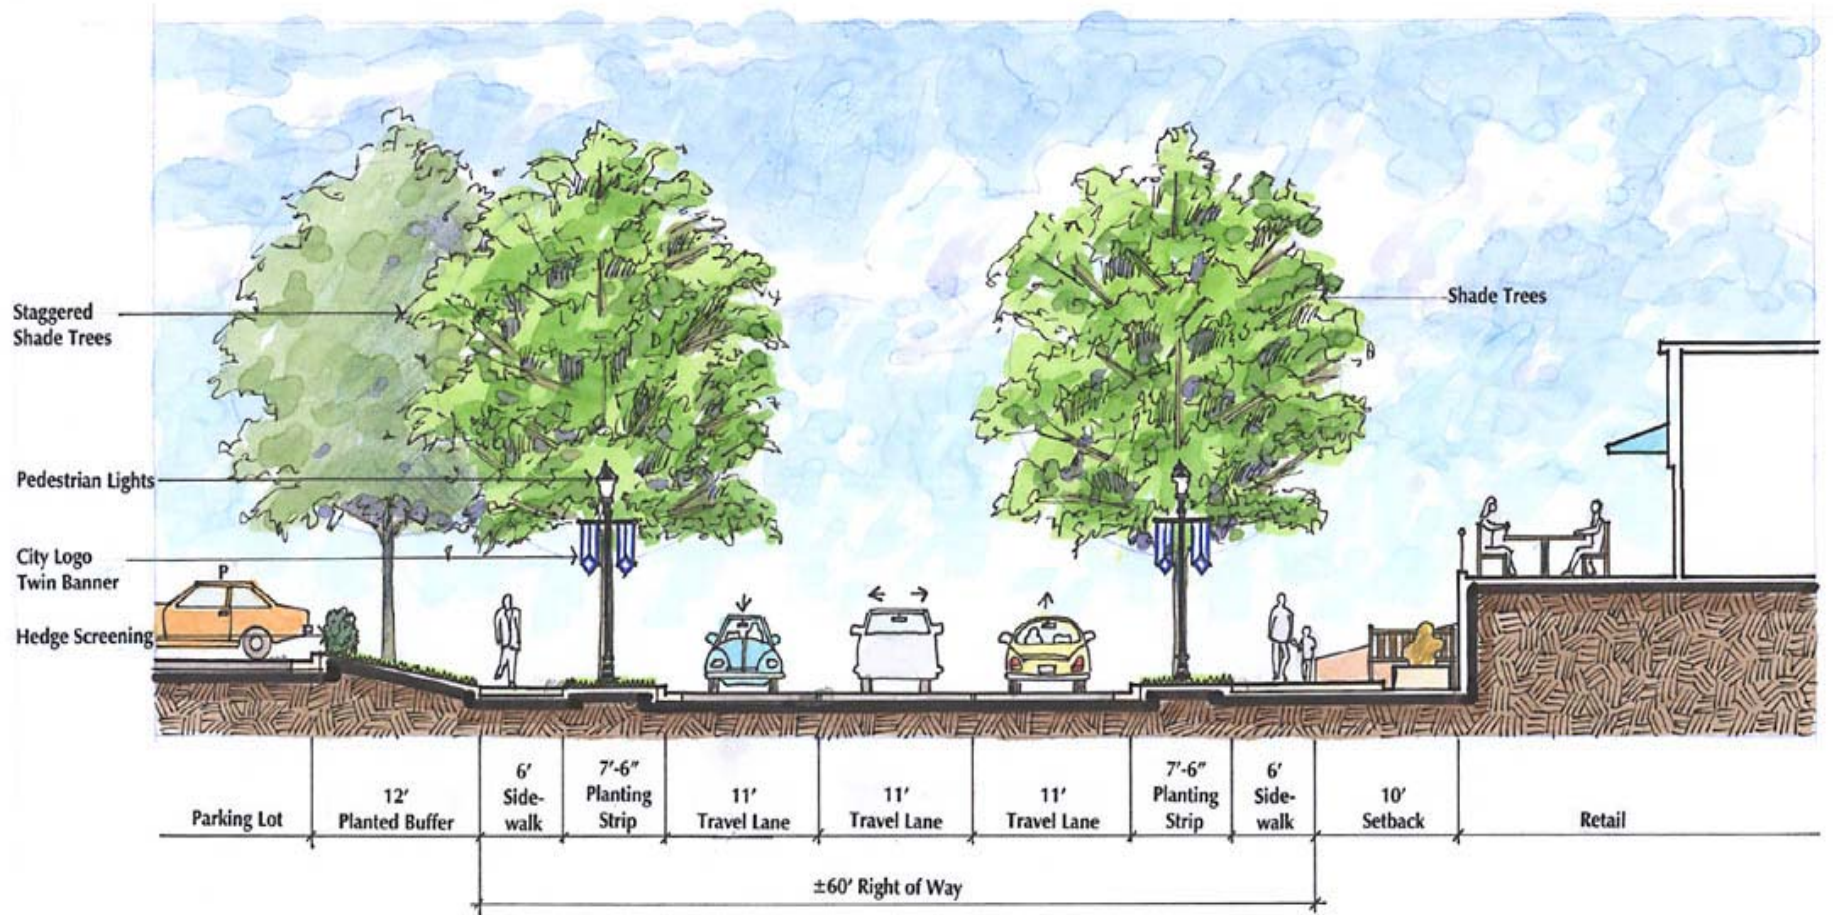 Staggered
Shade Trees
Shade Trees
Pedestrian Lights
City Logo
Twin Banner
P
Hedge Screening
Parking Lot
12'
Planted Buffer
6'
Side-
walk
7'-6"
Planting
Strip
11'
Travel Lane
11'
Travel Lane
11'
Travel Lane
7'-6"
Planting
Strip
6'
Side-
walk
10'
Setback
Retail
±60' Right of Way